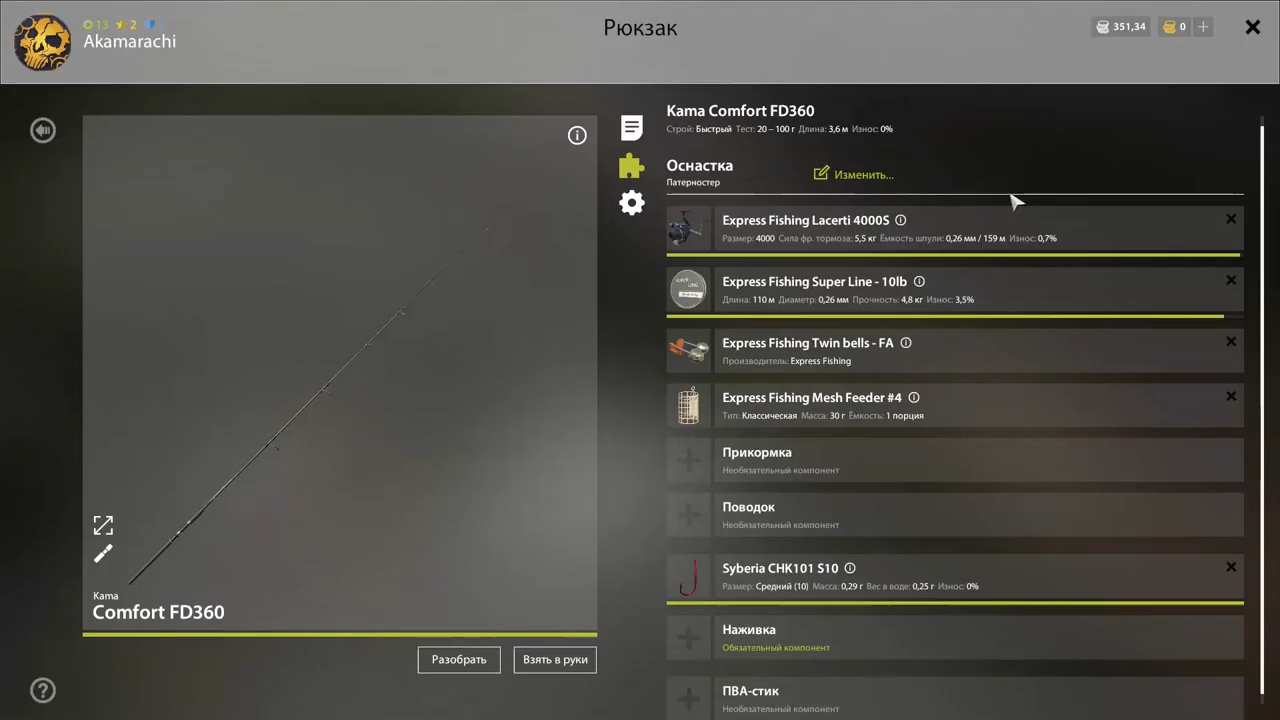 13 2
Akamarachi
Рюкзак
351,34 0
Kama Comfort FD360
Строй: Быстрый Тест: 20 – 100 г Длина: 3,6 м Износ: 0%
Оснастка
Патерностер
Изменить...
Express Fishing Lacerti 4000S
Размер: 4000 Сила фр. тормоза: 5,5 кг Ёмкость шпули: 0,26 мм / 159 м Износ: 0,7%
Express Fishing Super Line - 10lb
Длина: 110 м Диаметр: 0,26 мм Прочность: 4,8 кг Износ: 3,5%
Express Fishing Twin bells - FA
Производитель: Express Fishing
Express Fishing Mesh Feeder #4
Тип: Классическая Масса: 30 г Ёмкость: 1 порция
Прикормка
Необязательный компонент
Поводок
Необязательный компонент
Syberia CHK101 S10
Размер: Средний (10) Масса: 0,29 г Вес в воде: 0,25 г Износ: 0%
Наживка
Обязательный компонент
ПВА-стик
Необязательный компонент
Kama
Comfort FD360
Разобрать
Взять в руки